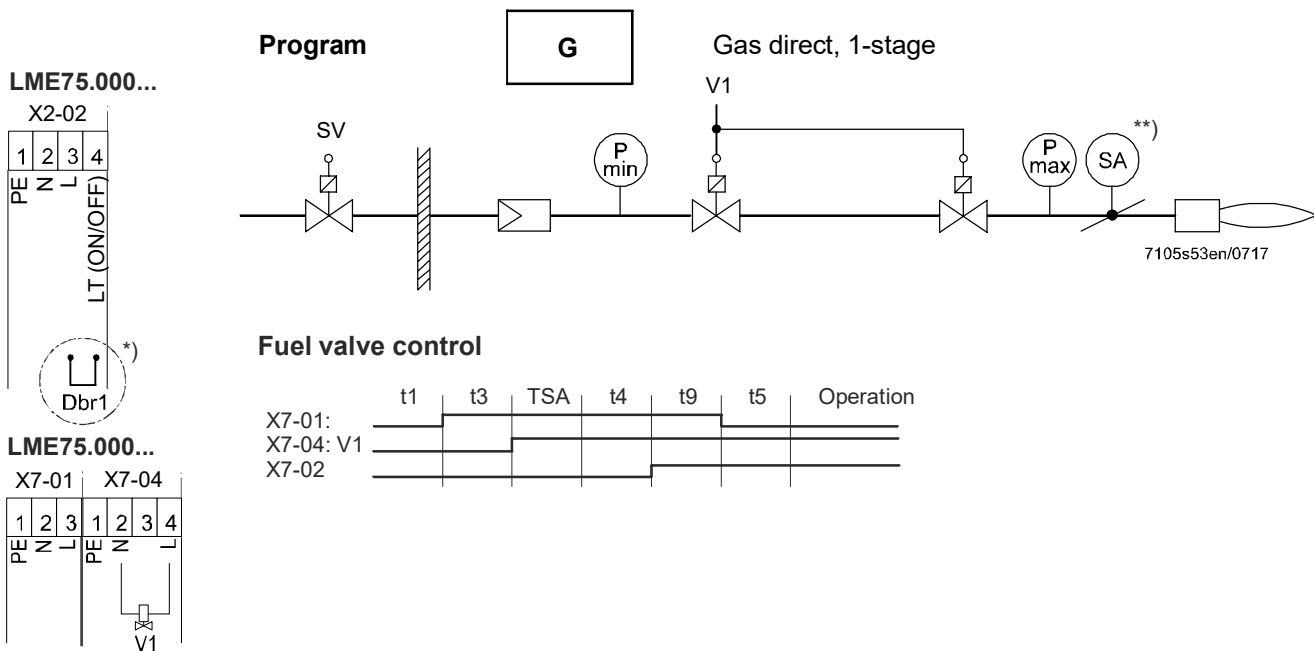 Program G Gas direct, 1-stage
LME75.000...
X2-02
1 2 3 4
PE N L LT (ON/OFF)
*)
Dbr1
SV
P min
V1
P max
SA
**)
7105s53en/0717
Fuel valve control
t1 t3 TSA t4 t9 t5 Operation
X7-01:
X7-04: V1
X7-02
LME75.000...
X7-01 X7-04
1 2 3 1 2 3 4
PE N L PE N L
V1